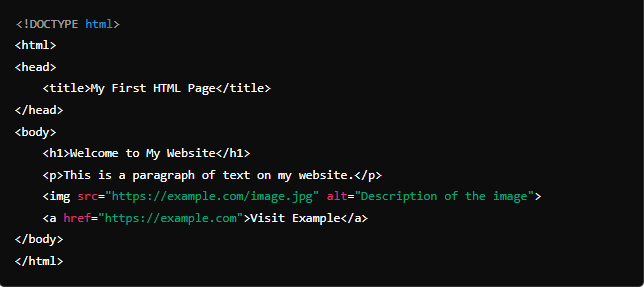 <!DOCTYPE html>
<html>
<head>
    <title>My First HTML Page</title>
</head>
<body>
    <h1>Welcome to My Website</h1>
    <p>This is a paragraph of text on my website.</p>
    <img src="https://example.com/image.jpg" alt="Description of the image">
    <a href="https://example.com">Visit Example</a>
</body>
</html>